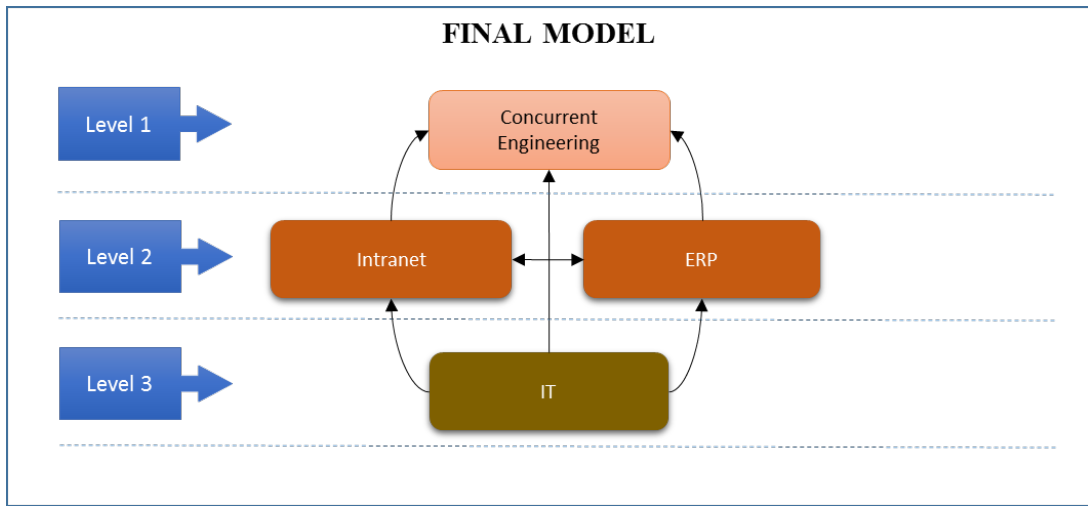 FINAL MODEL
Level 1
Concurrent
Engineering
Level 2
Intranet
ERP
Level 3
IT